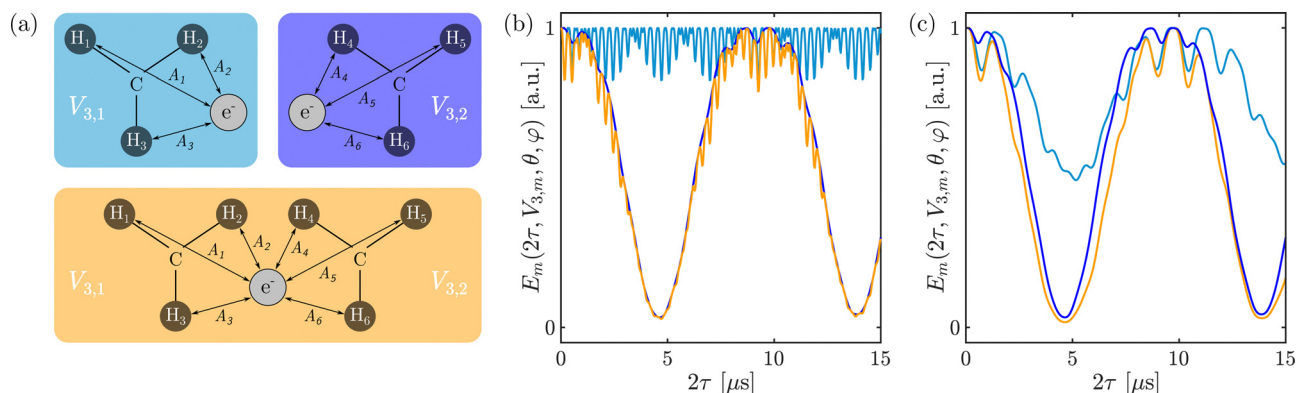 (a)
H₁ H₂ H₄ H₅
A₁ A₂ A₄ A₅
C C
V₃,₁ e⁻ e⁻ V₃,₂
H₃ A₃ A₆ H₆
H₁ H₂ H₄ H₅
A₁ A₂ A₄ A₅
C C
V₃,₁ e⁻ V₃,₂
H₃ A₃ A₆ H₆
(b)
Eₘ(2τ, V₃,ₘ, θ, φ) [a.u.]
1
1
0 5 10 15
2τ [μs]
(c)
Eₘ(2τ, V₃,ₘ, θ, φ) [a.u.]
1
0
0 5 10 15
2τ [μs]